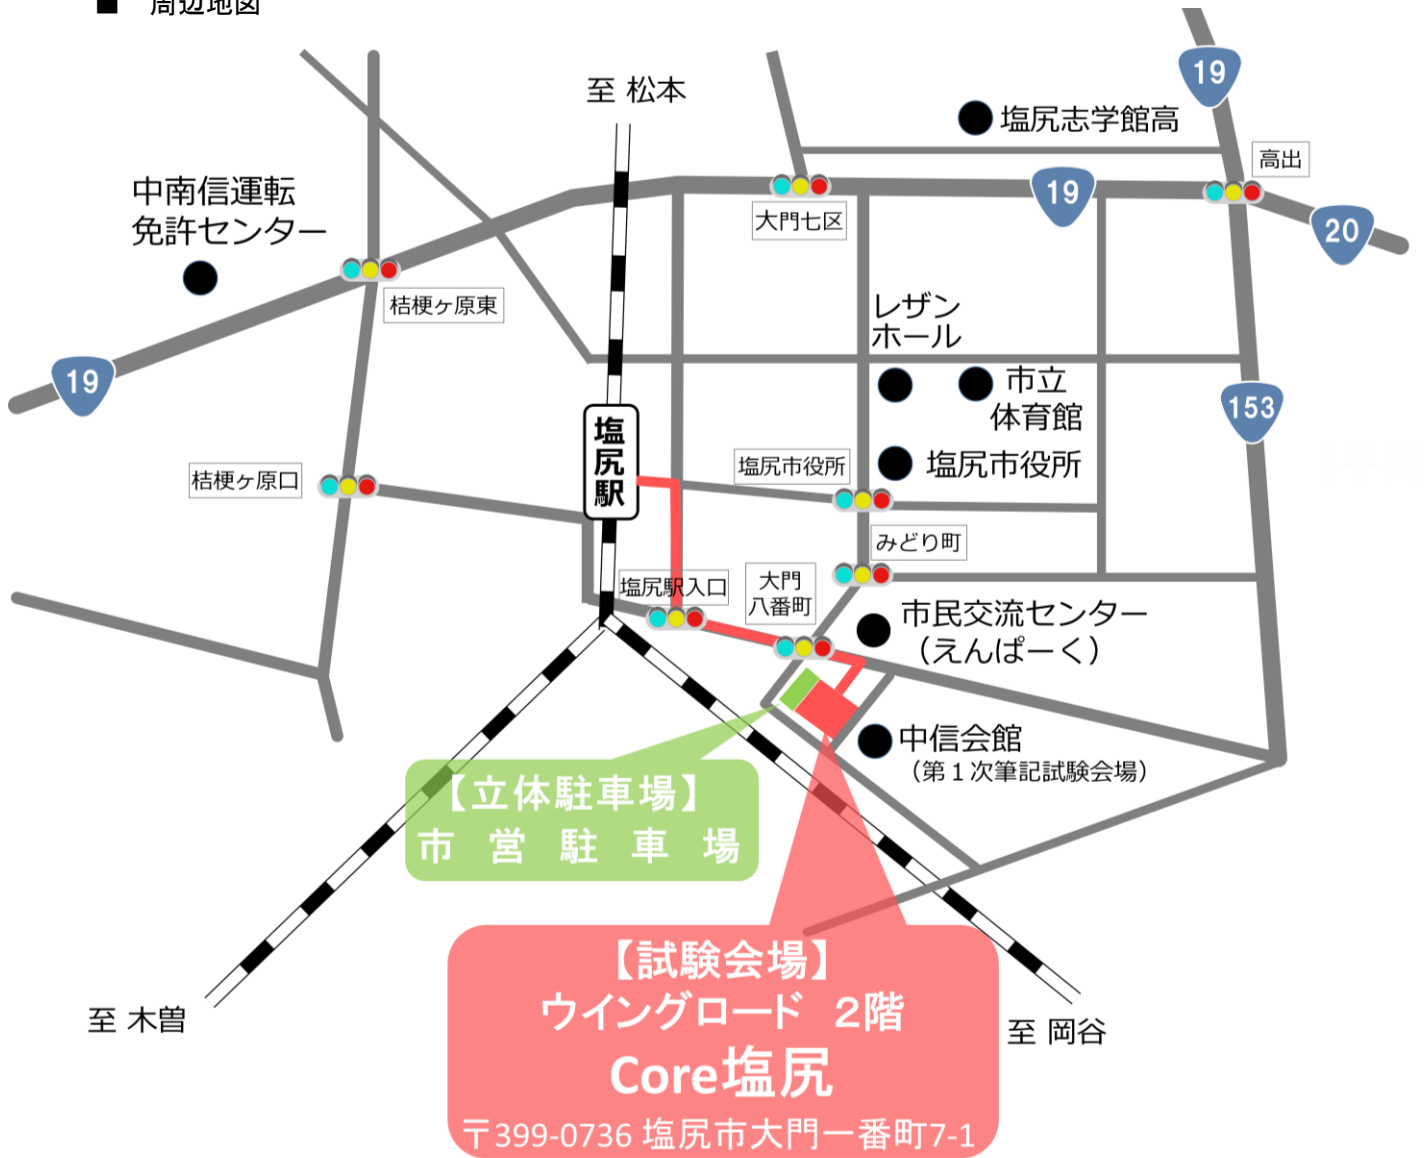 ■ 周辺地図
至 松本
19
塩尻志学館高
高出
中南信運転
免許センター
大門七区
19
20
桔梗ヶ原東
レザン
ホール
19
市立
体育館
153
塩尻駅
塩尻市役所
塩尻市役所
桔梗ヶ原口
みどり町
塩尻駅入口
大門
八番町
市民交流センター
（えんぱーく）
中信会館
（第１次筆記試験会場）
【立体駐車場】
市 営 駐 車 場
【試験会場】
ウイングロード ２階
Core塩尻
〒399-0736 塩尻市大門一番町7-1
至 木曽
至 岡谷